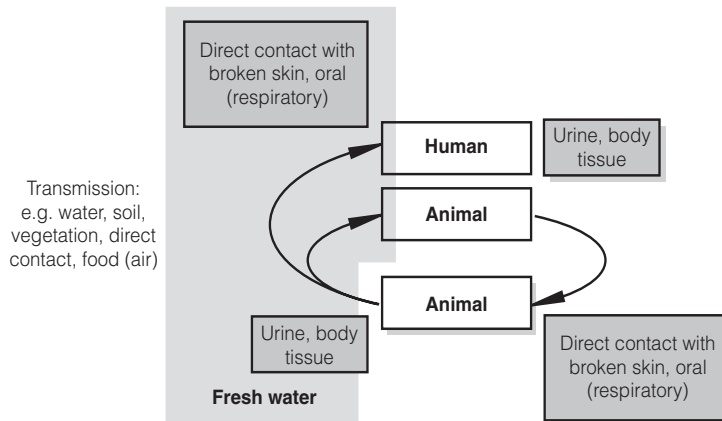 Direct contact with
broken skin, oral
(respiratory)
Human
Urine, body
tissue
Transmission:
e.g. water, soil,
vegetation, direct
contact, food (air)
Animal
Animal
Urine, body
tissue
Direct contact with
broken skin, oral
(respiratory)
Fresh water